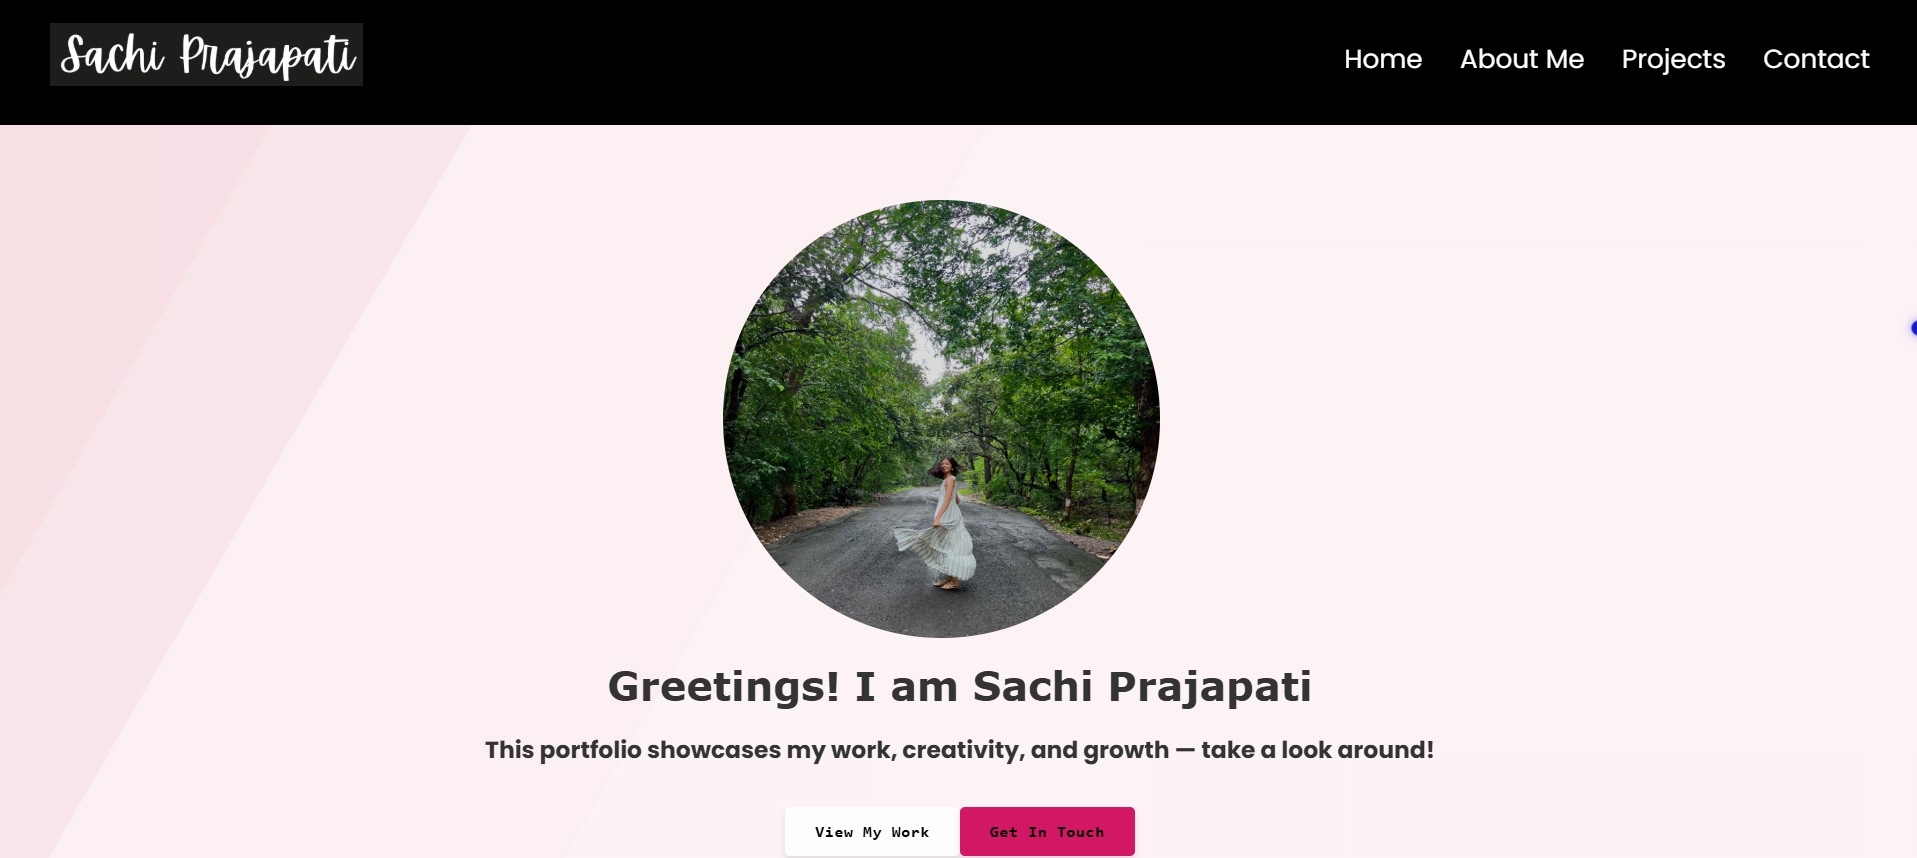 Sachi Prajapati
Home About Me Projects Contact
Greetings! I am Sachi Prajapati
This portfolio showcases my work, creativity, and growth — take a look around!
View My Work Get In Touch